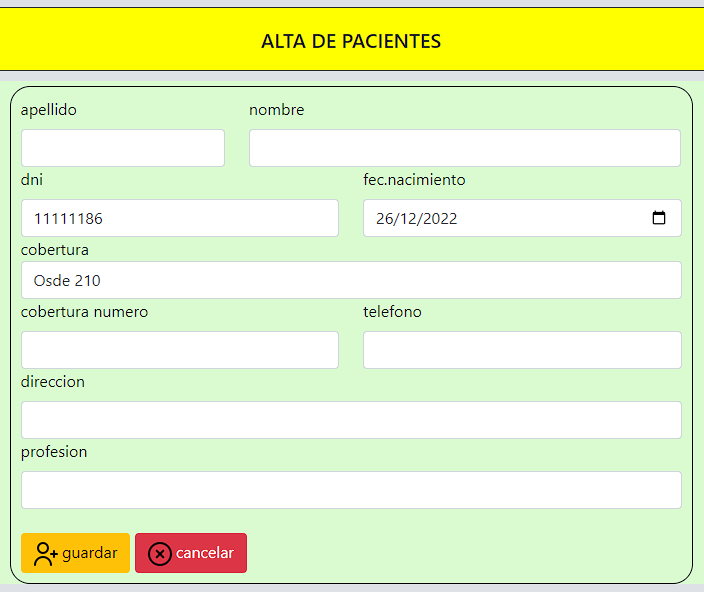 ALTA DE PACIENTES
apellido nombre
dni fec.nacimiento
11111186 26/12/2022
cobertura
Osde 210
cobertura numero telefono
direccion
profesion
guardar cancelar